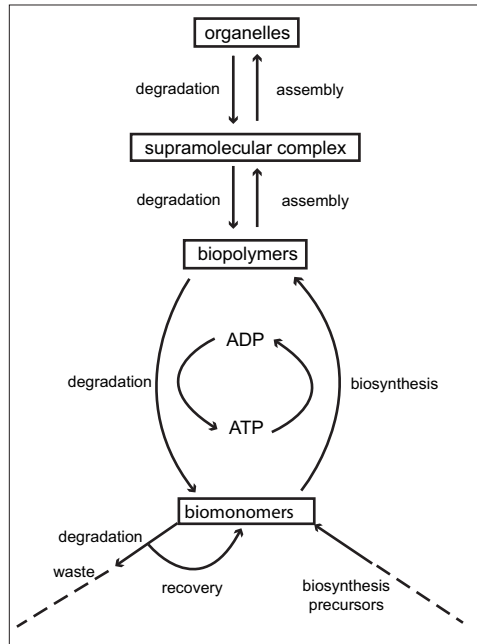 organelles
degradation
assembly
supramolecular complex
degradation
assembly
biopolymers
ADP
degradation
biosynthesis
ATP
biomonomers
degradation
waste
recovery
biosynthesis
precursors